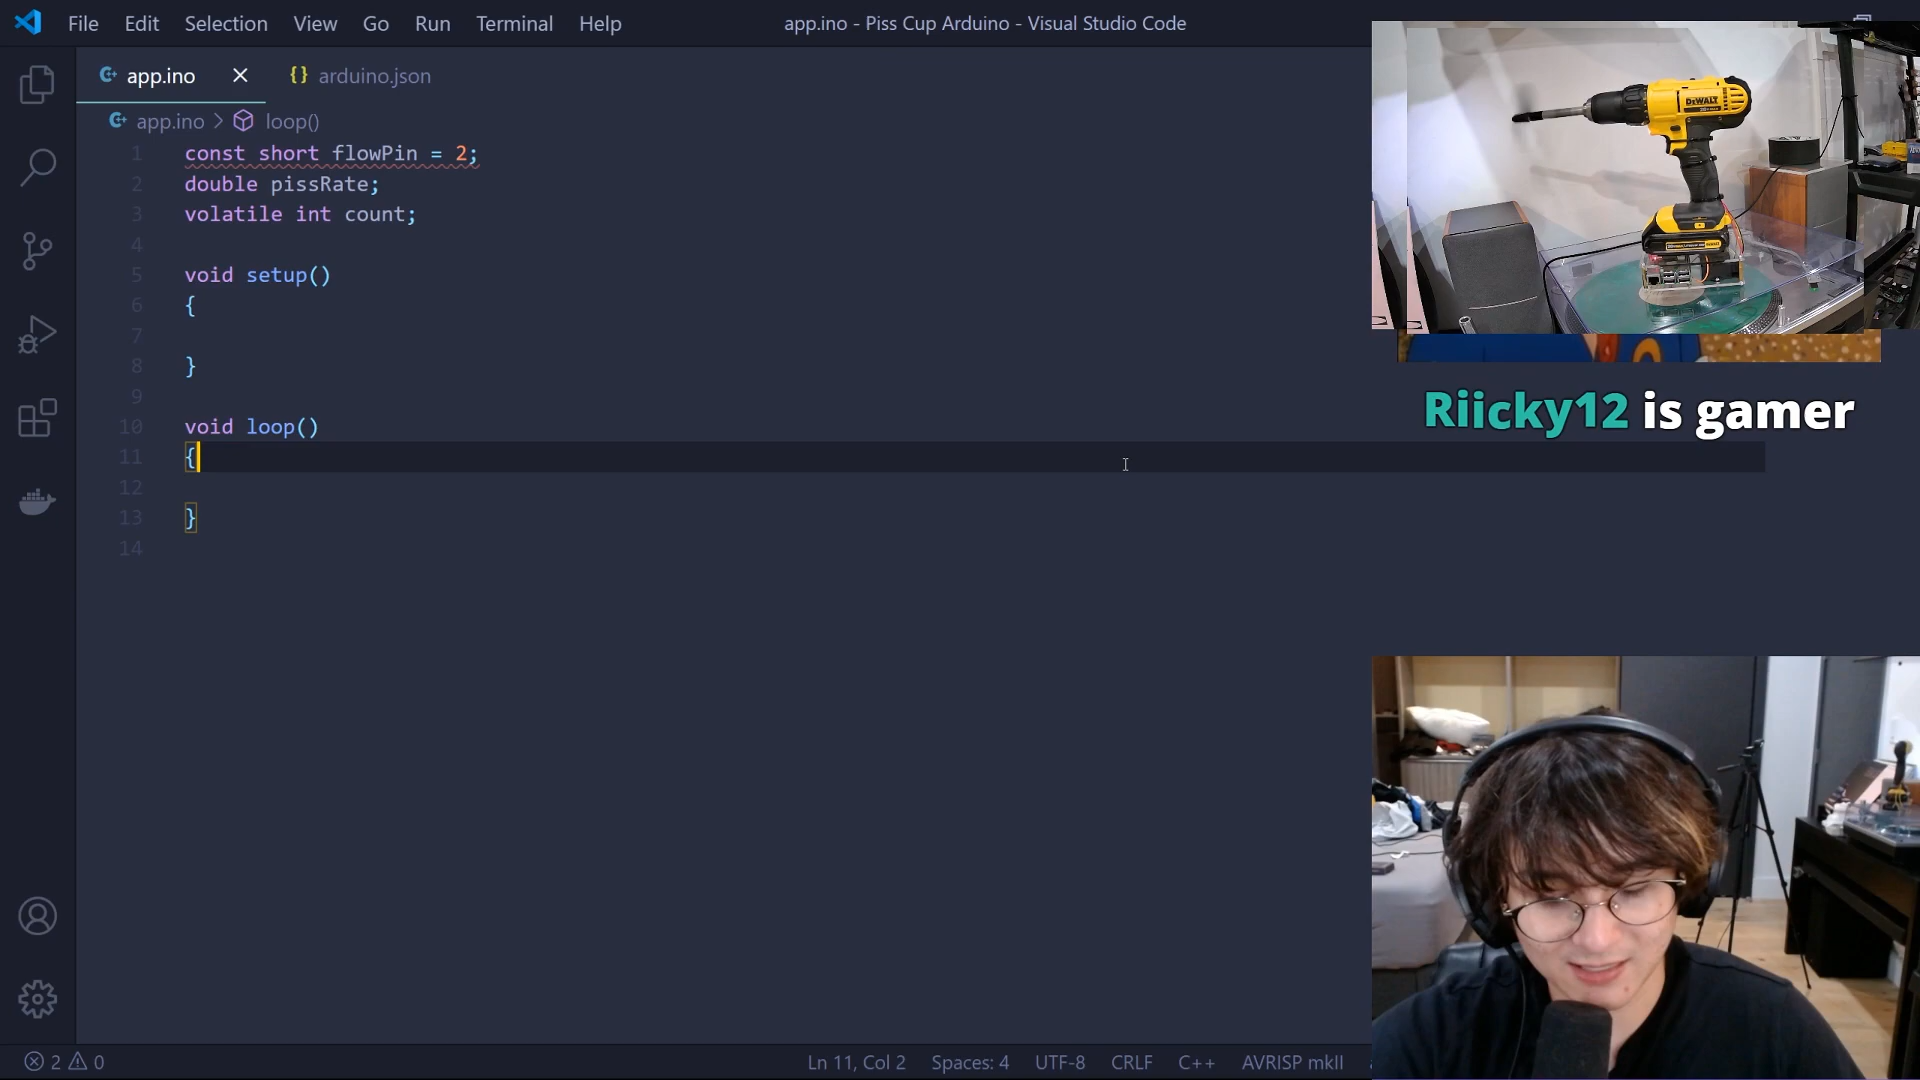 File Edit Selection View Go Run Terminal Help
app.ino - Piss Cup Arduino - Visual Studio Code
app.ino
{} arduino.json
app.ino > loop()
1 const short flowPin = 2;
2 double pissRate;
3 volatile int count;
4
5 void setup()
6 {
7
8 }
9
10 void loop()
11 {
12
13 }
14
DEWALT
Riicky12 is gamer
2 0
Ln 11, Col 2 Spaces: 4 UTF-8 CRLF C++ AVRISP mkII